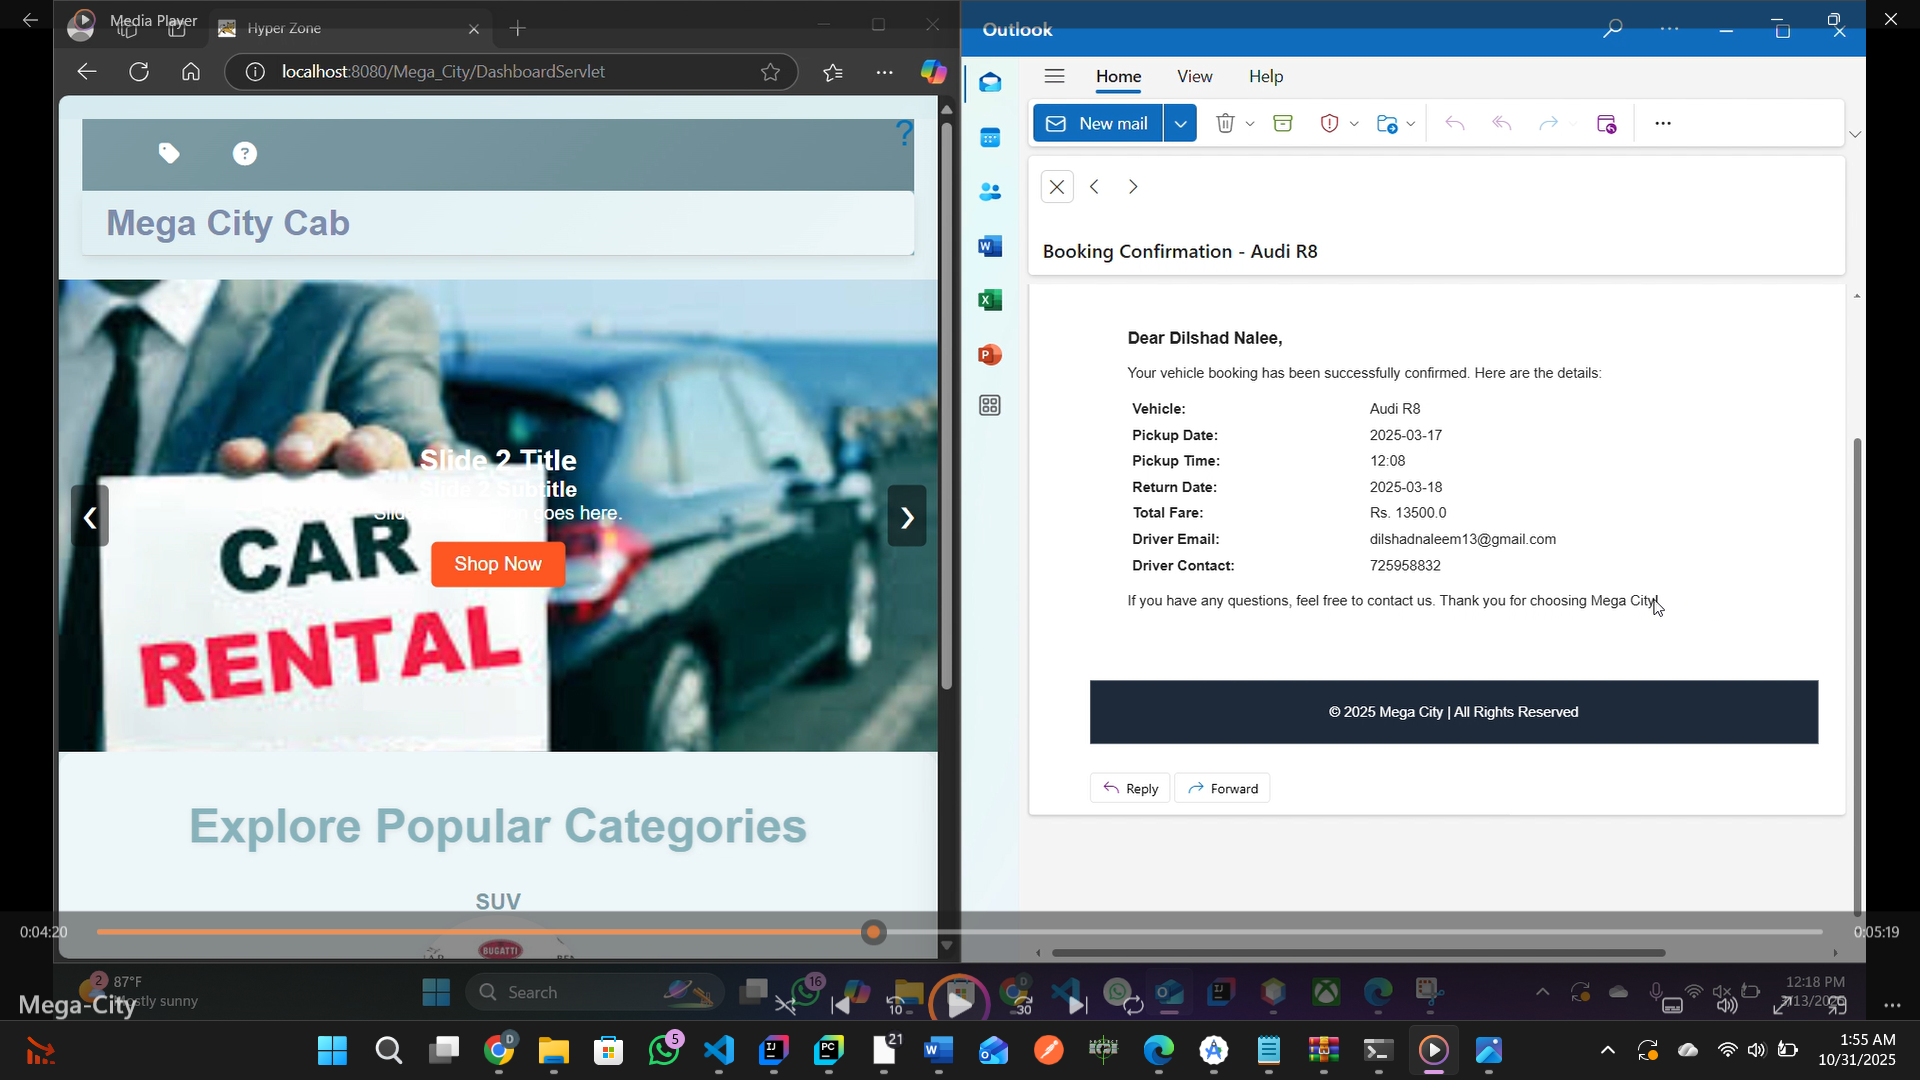 Media Player
Hyper Zone
localhost:8080/Mega_City/DashboardServlet
?
?
Mega City Cab
Slide 2 Title
Slide 2 Subtitle
goes here.
Shop Now
CAR
RENTAL
Explore Popular Categories
SUV
BUGATTI
Outlook
Home View Help
New mail
Booking Confirmation - Audi R8
Dear Dilshad Nalee,
Your vehicle booking has been successfully confirmed. Here are the details:
Vehicle: Audi R8
Pickup Date: 2025-03-17
Pickup Time: 12:08
Return Date: 2025-03-18
Total Fare: Rs. 13500.0
Driver Email: dilshadnaleem13@gmail.com
Driver Contact: 725958832
If you have any questions, feel free to contact us. Thank you for choosing Mega City!
© 2025 Mega City | All Rights Reserved
Reply Forward
0:04:20 0:05:19
2 87°F
Mostly sunny
Search
16
10
30
12:18 PM
Mega-City
D
5
21
1:55 AM
10/31/2025